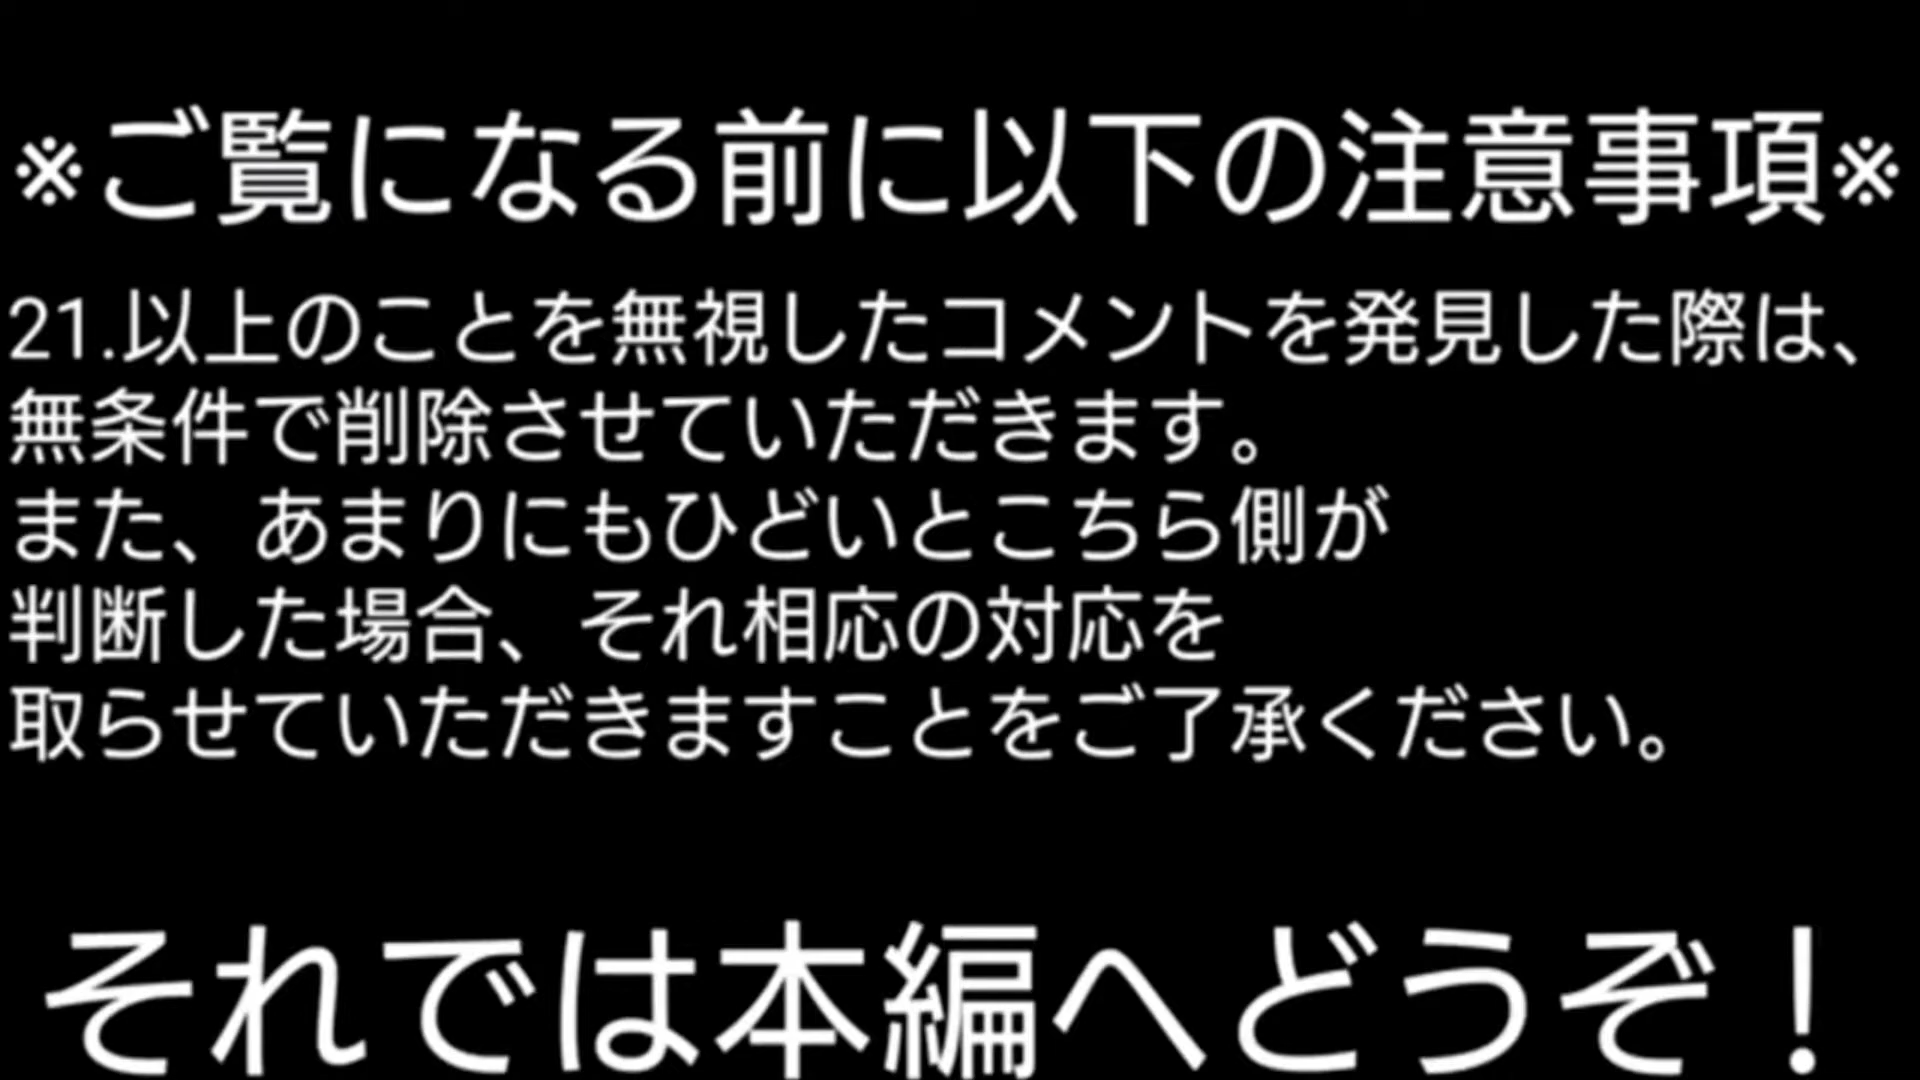 ※ご覧になる前に以下の注意事項※
21.以上のことを無視したコメントを発見した際は、
無条件で削除させていただきます。
また、あまりにもひどいとこちら側が
判断した場合、それ相応の対応を
取らせていただきますことをご了承ください。
それでは本編へどうぞ！